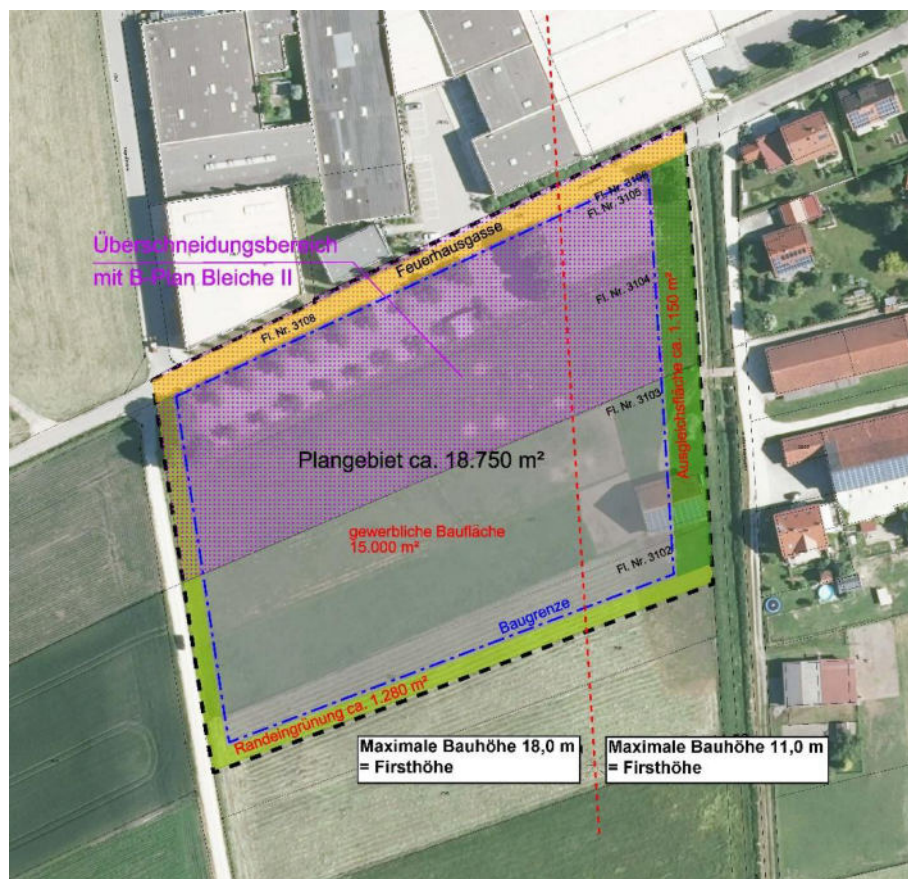 Fl. Nr. 3106
Fl. Nr. 3105
Überschneidungsbereich
mit B-Plan Bleiche II
Feuerhausgasse
Fl. Nr. 3108
Fl. Nr. 3104
Ausgleichsfläche ca. 1.150 m²
Fl. Nr. 3103
Plangebiet ca. 18.750 m²
gewerbliche Baufläche
15.000 m²
Fl. Nr. 3102
Baugrenze
Randeingrünung ca. 1.280 m²
Maximale Bauhöhe 18,0 m
= Firsthöhe
Maximale Bauhöhe 11,0 m
= Firsthöhe